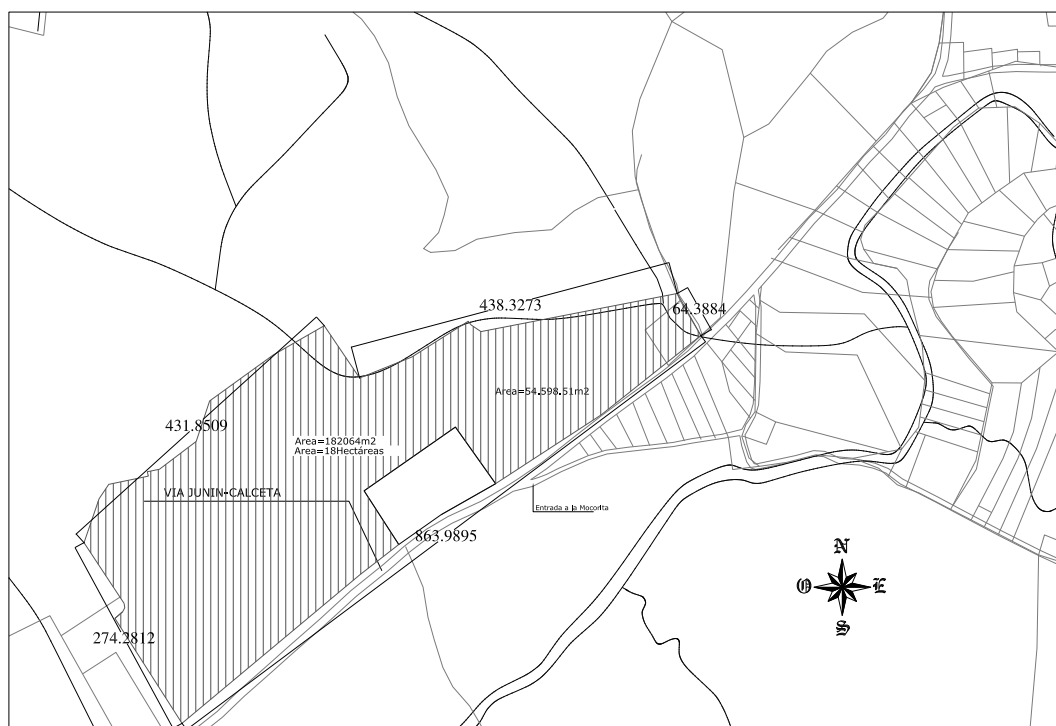 438.3273
64.3884
Area=54.598.51m2
431.8509
Area=182064m2
Area=18Hectáreas
VIA JUNIN-CALCETA
Entrada a la Mocorita
863.9895
274.2812
N
O
E
S